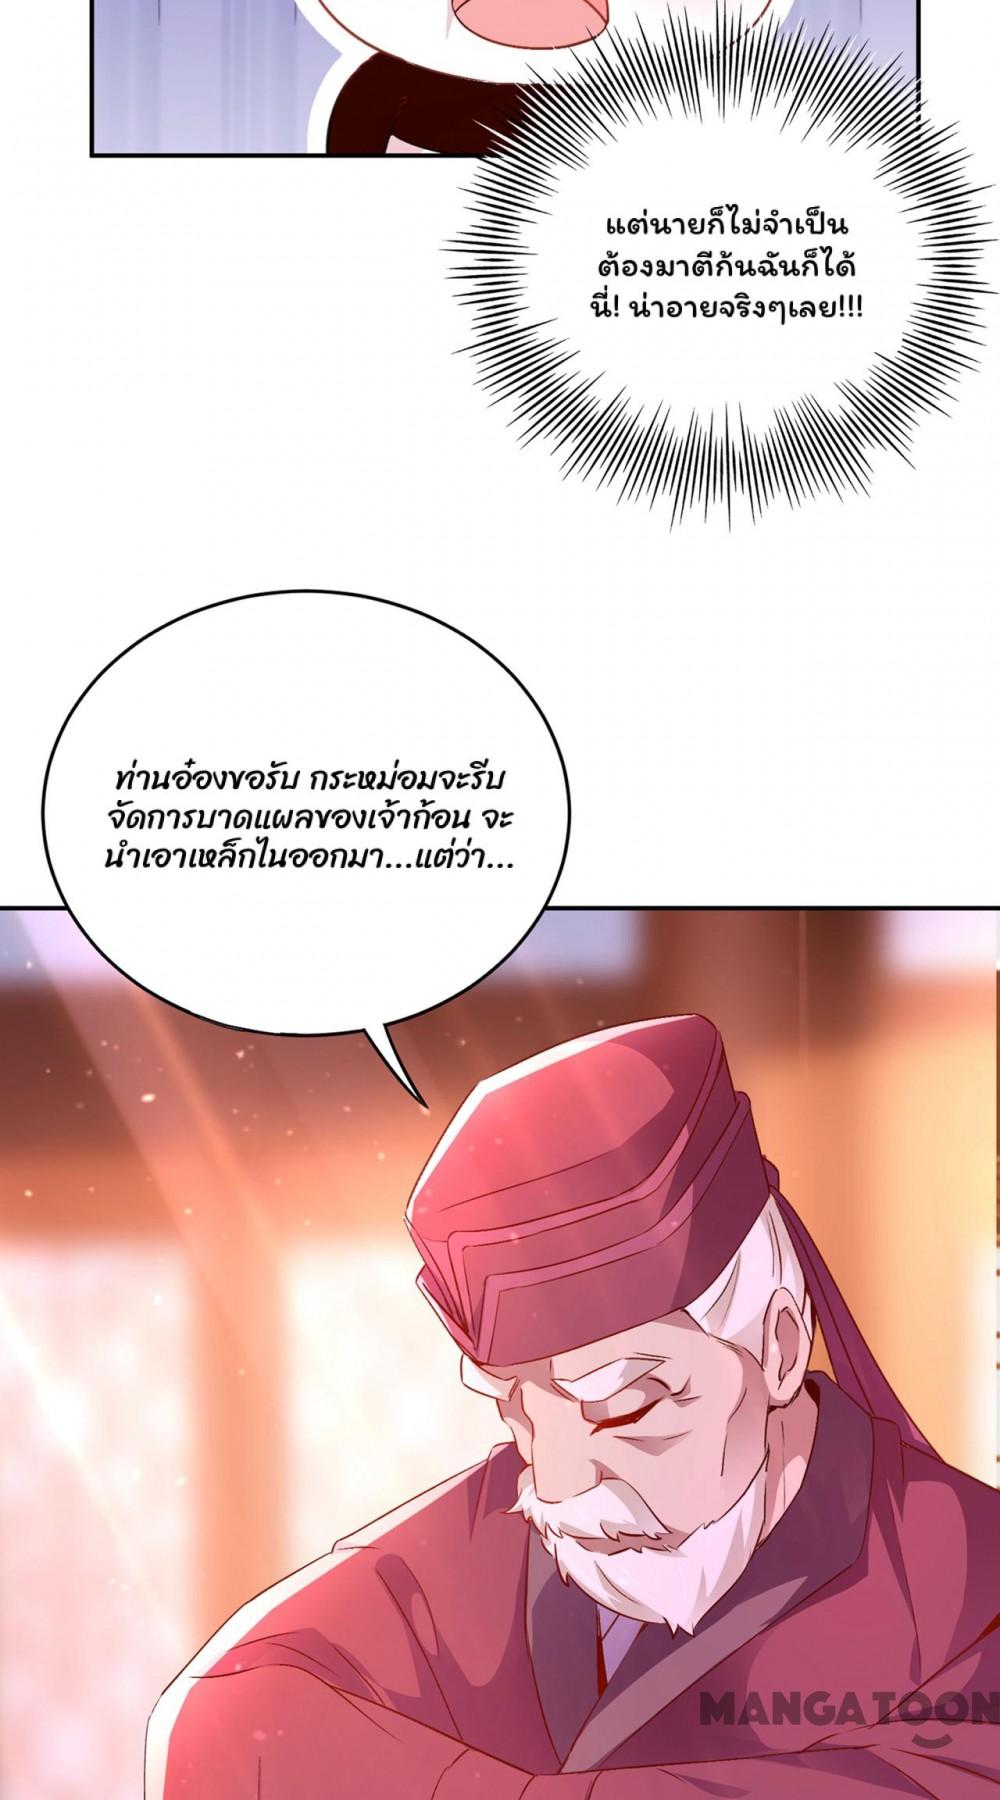 แต่นายก็ไม่จำเป็น
ต้องมาตีก้นฉันก็ได้
นี่! น่าอายจริงๆเลย!!!
ท่านอ๋องขอรับ กระหม่อมจะรีบ
จัดการบาดแผลของเจ้าก้อน จะ
นำเอาเหล็กไนออกมา...แต่ว่า...
MANGATOON